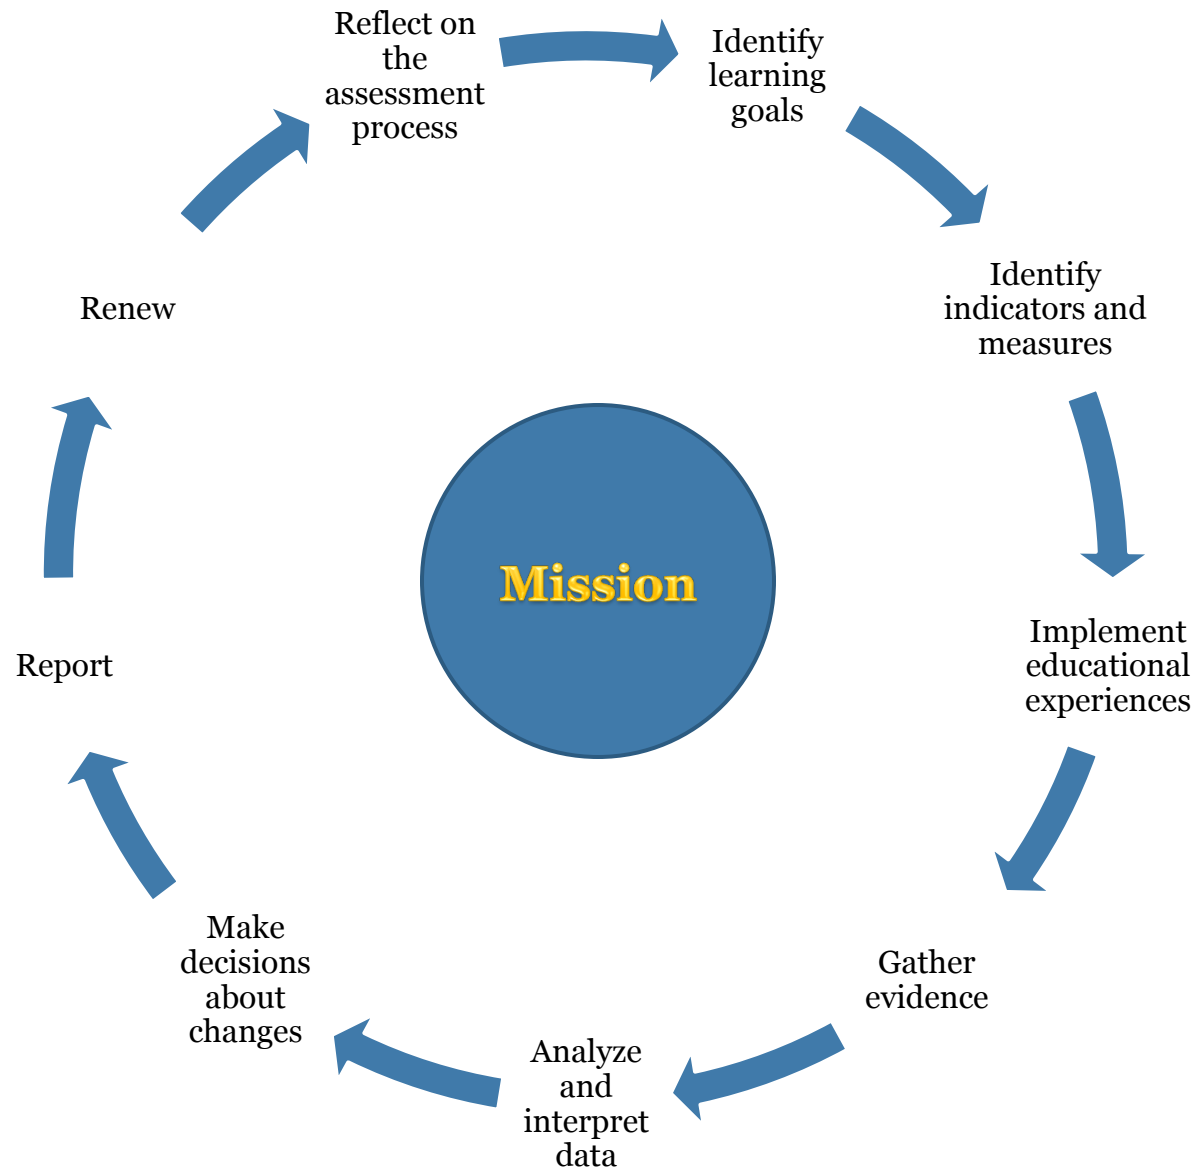 Reflect on
the
assessment
process
Identify
learning
goals
Identify
indicators and
measures
Implement
educational
experiences
Gather
evidence
Analyze
and
interpret
data
Make
decisions
about
changes
Report
Renew
Mission